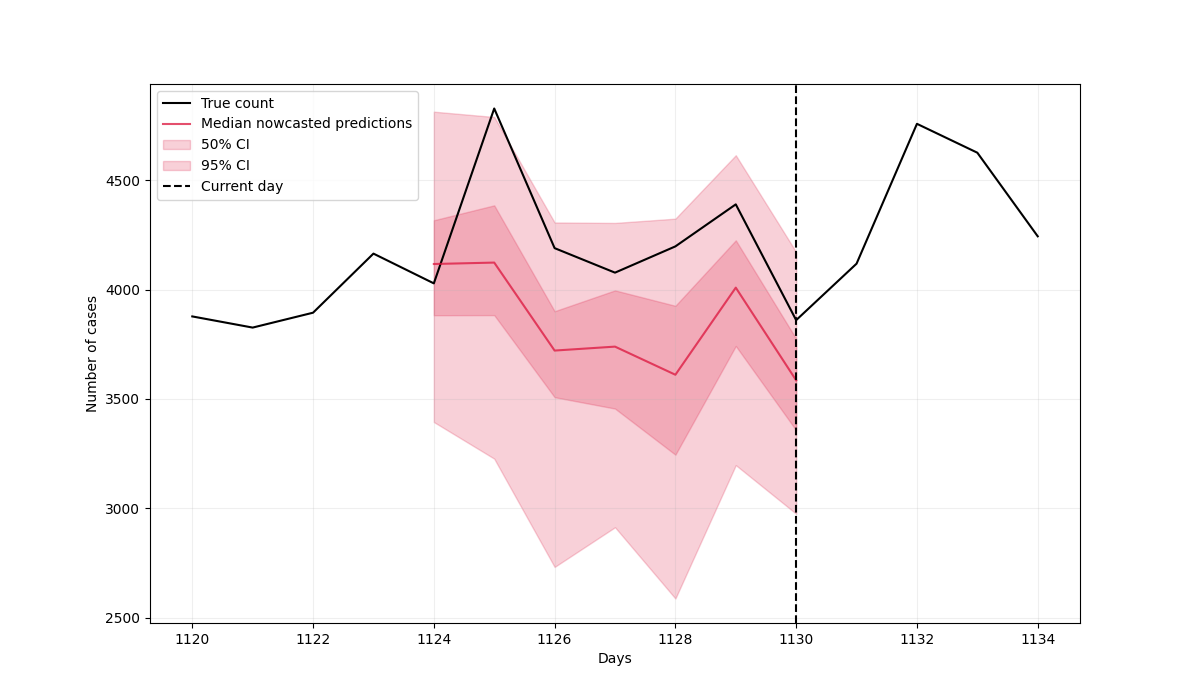 True count
Median nowcasted predictions
50% CI
95% CI
Current day
4500
4000
3500
3000
2500
Number of cases
1120 1122 1124 1126 1128 1130 1132 1134
Days